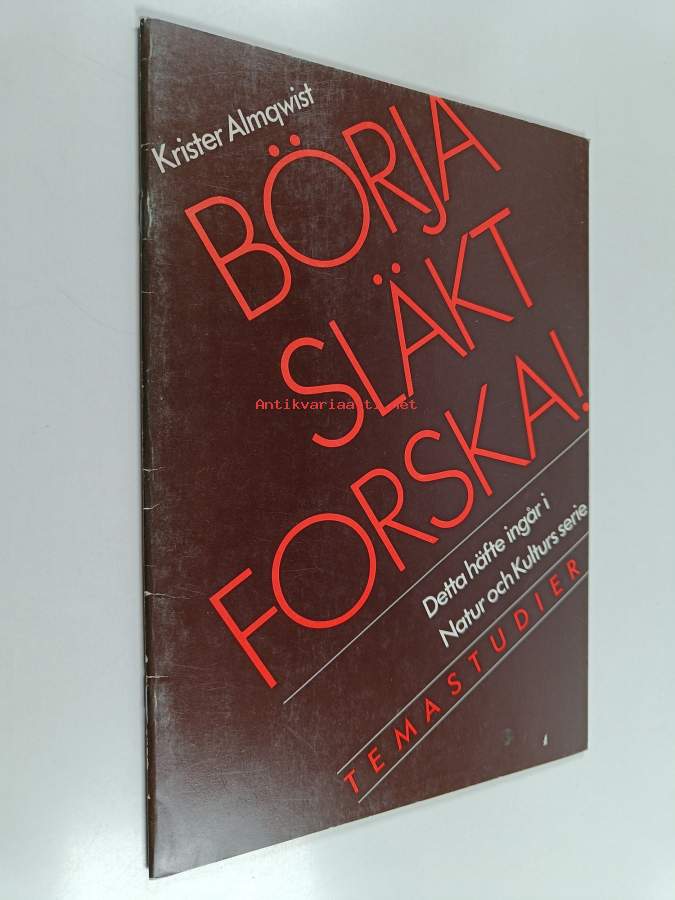 Krister Almqwist
BÖRJA
SLÄKT
FORSKA!
Antikvariaatti.net
Detta häfte ingår i
Natur och Kulturs serie
TEMASTUDIER